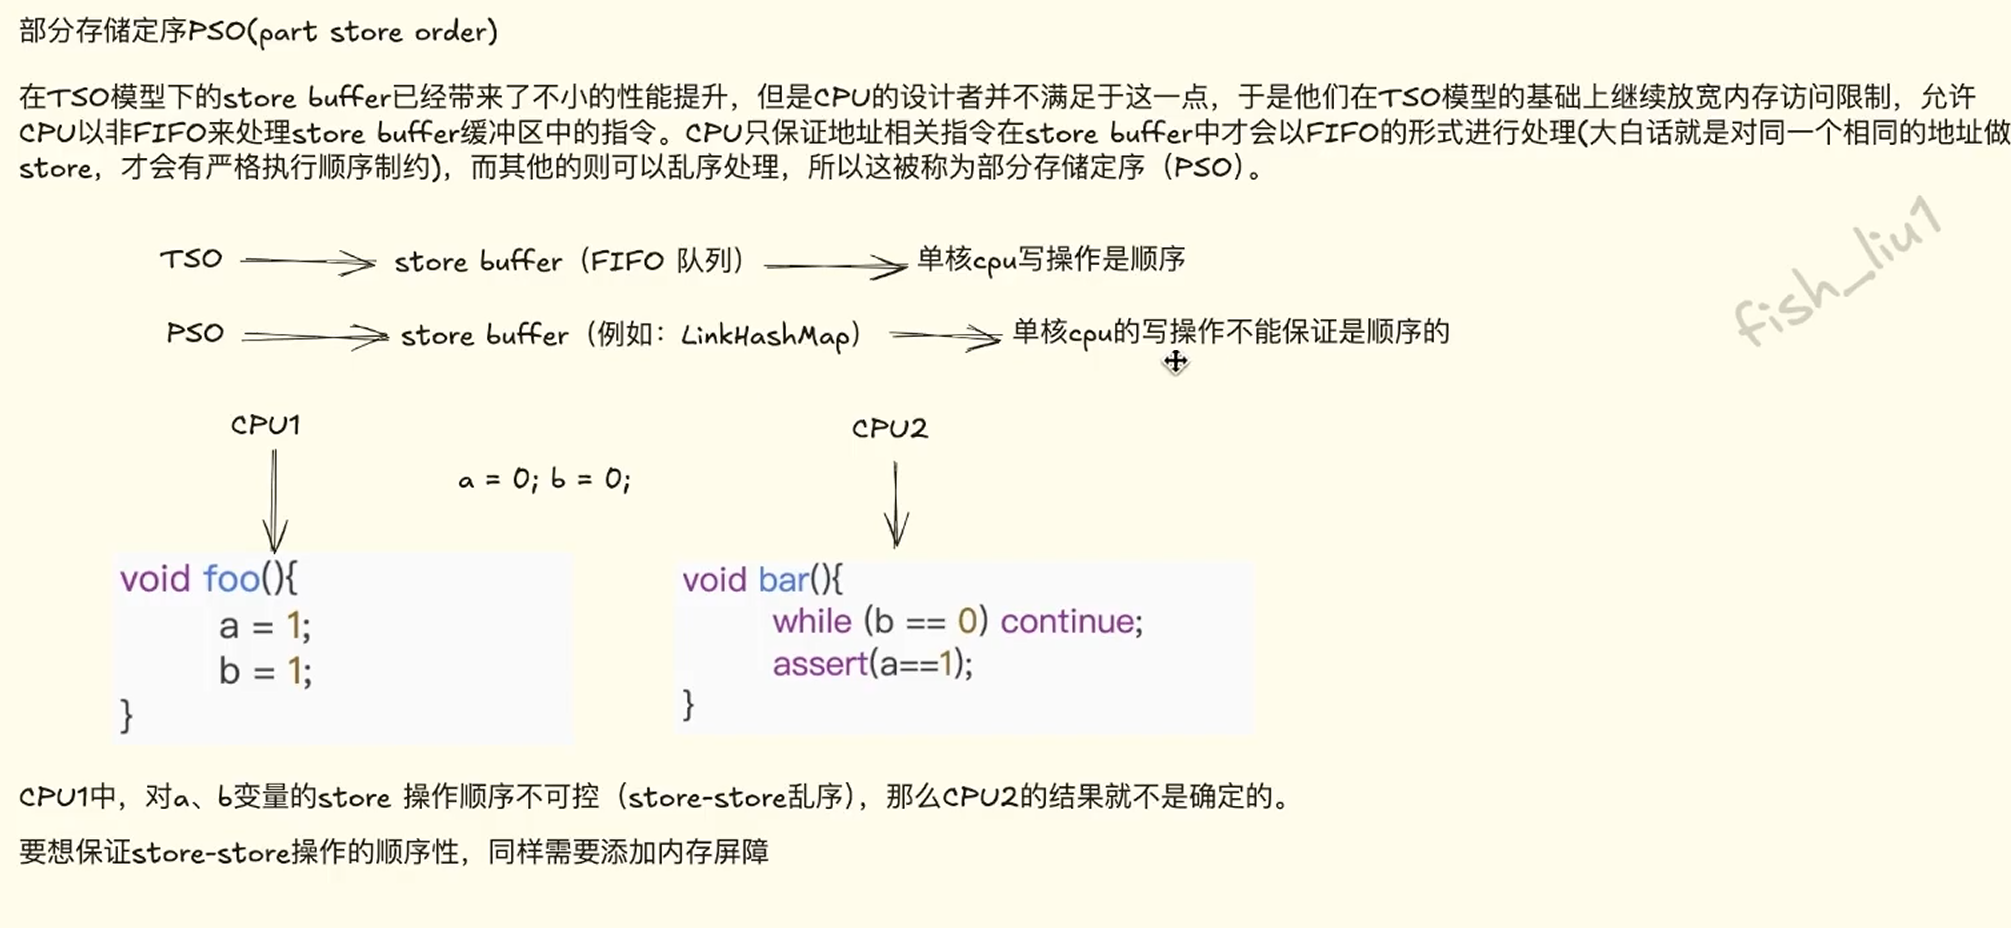 部分存储定序PSO(part store order)
在TSO模型下的store buffer已经带来了不小的性能提升，但是CPU的设计者并不满足于这一点，于是他们在TSO模型的基础上继续放宽内存访问限制，允许
CPU以非FIFO来处理store buffer缓冲区中的指令。CPU只保证地址相关指令在store buffer中才会以FIFO的形式进行处理(大白话就是对同一个相同的地址做
store，才会有严格执行顺序制约)，而其他的则可以乱序处理，所以这被称为部分存储定序（PSO）。
fish_liu1
TSO store buffer（FIFO 队列） 单核cpu写操作是顺序
PSO store buffer（例如：LinkHashMap） 单核cpu的写操作不能保证是顺序的
CPU1 CPU2
a = 0; b = 0;
void foo(){
a = 1;
b = 1;
}
void bar(){
while (b == 0) continue;
assert(a==1);
}
CPU1中，对a、b变量的store 操作顺序不可控（store-store乱序），那么CPU2的结果就不是确定的。
要想保证store-store操作的顺序性，同样需要添加内存屏障